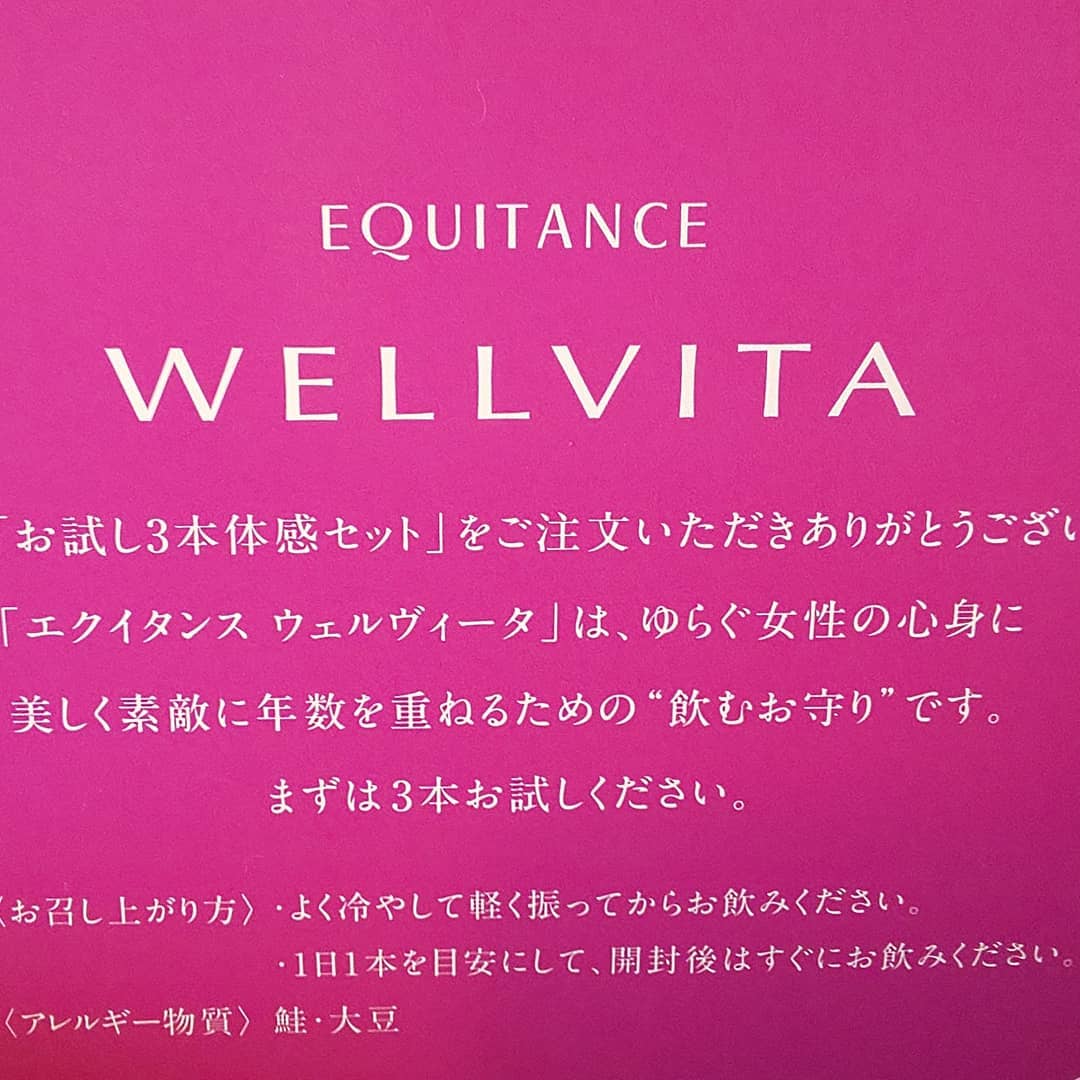 EQUITANCE
WELLVITA
「お試し3本体感セット」をご注文いただきありがとうござい
「エクイタンス ウェルヴィータ」は、ゆらぐ女性の心身に
美しく素敵に年数を重ねるための“飲むお守り”です。
まずは3本お試しください。
〈お召し上がり方〉・よく冷やして軽く振ってからお飲みください。
・1日1本を目安にして、開封後はすぐにお飲みください。
〈アレルギー物質〉 鮭・大豆